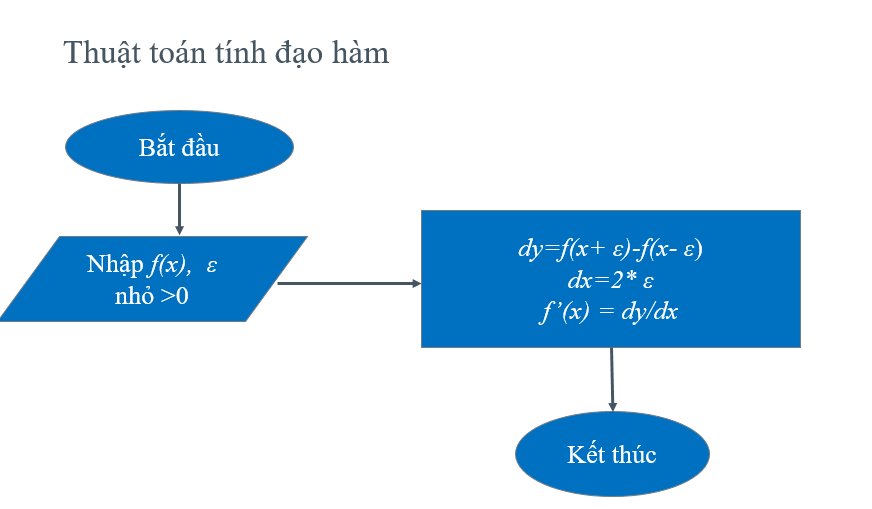 Thuật toán tính đạo hàm
Bắt đầu
Nhập f(x), ε
nhỏ >0
dy=f(x+ ε)-f(x- ε)
dx=2* ε
f’(x) = dy/dx
Kết thúc